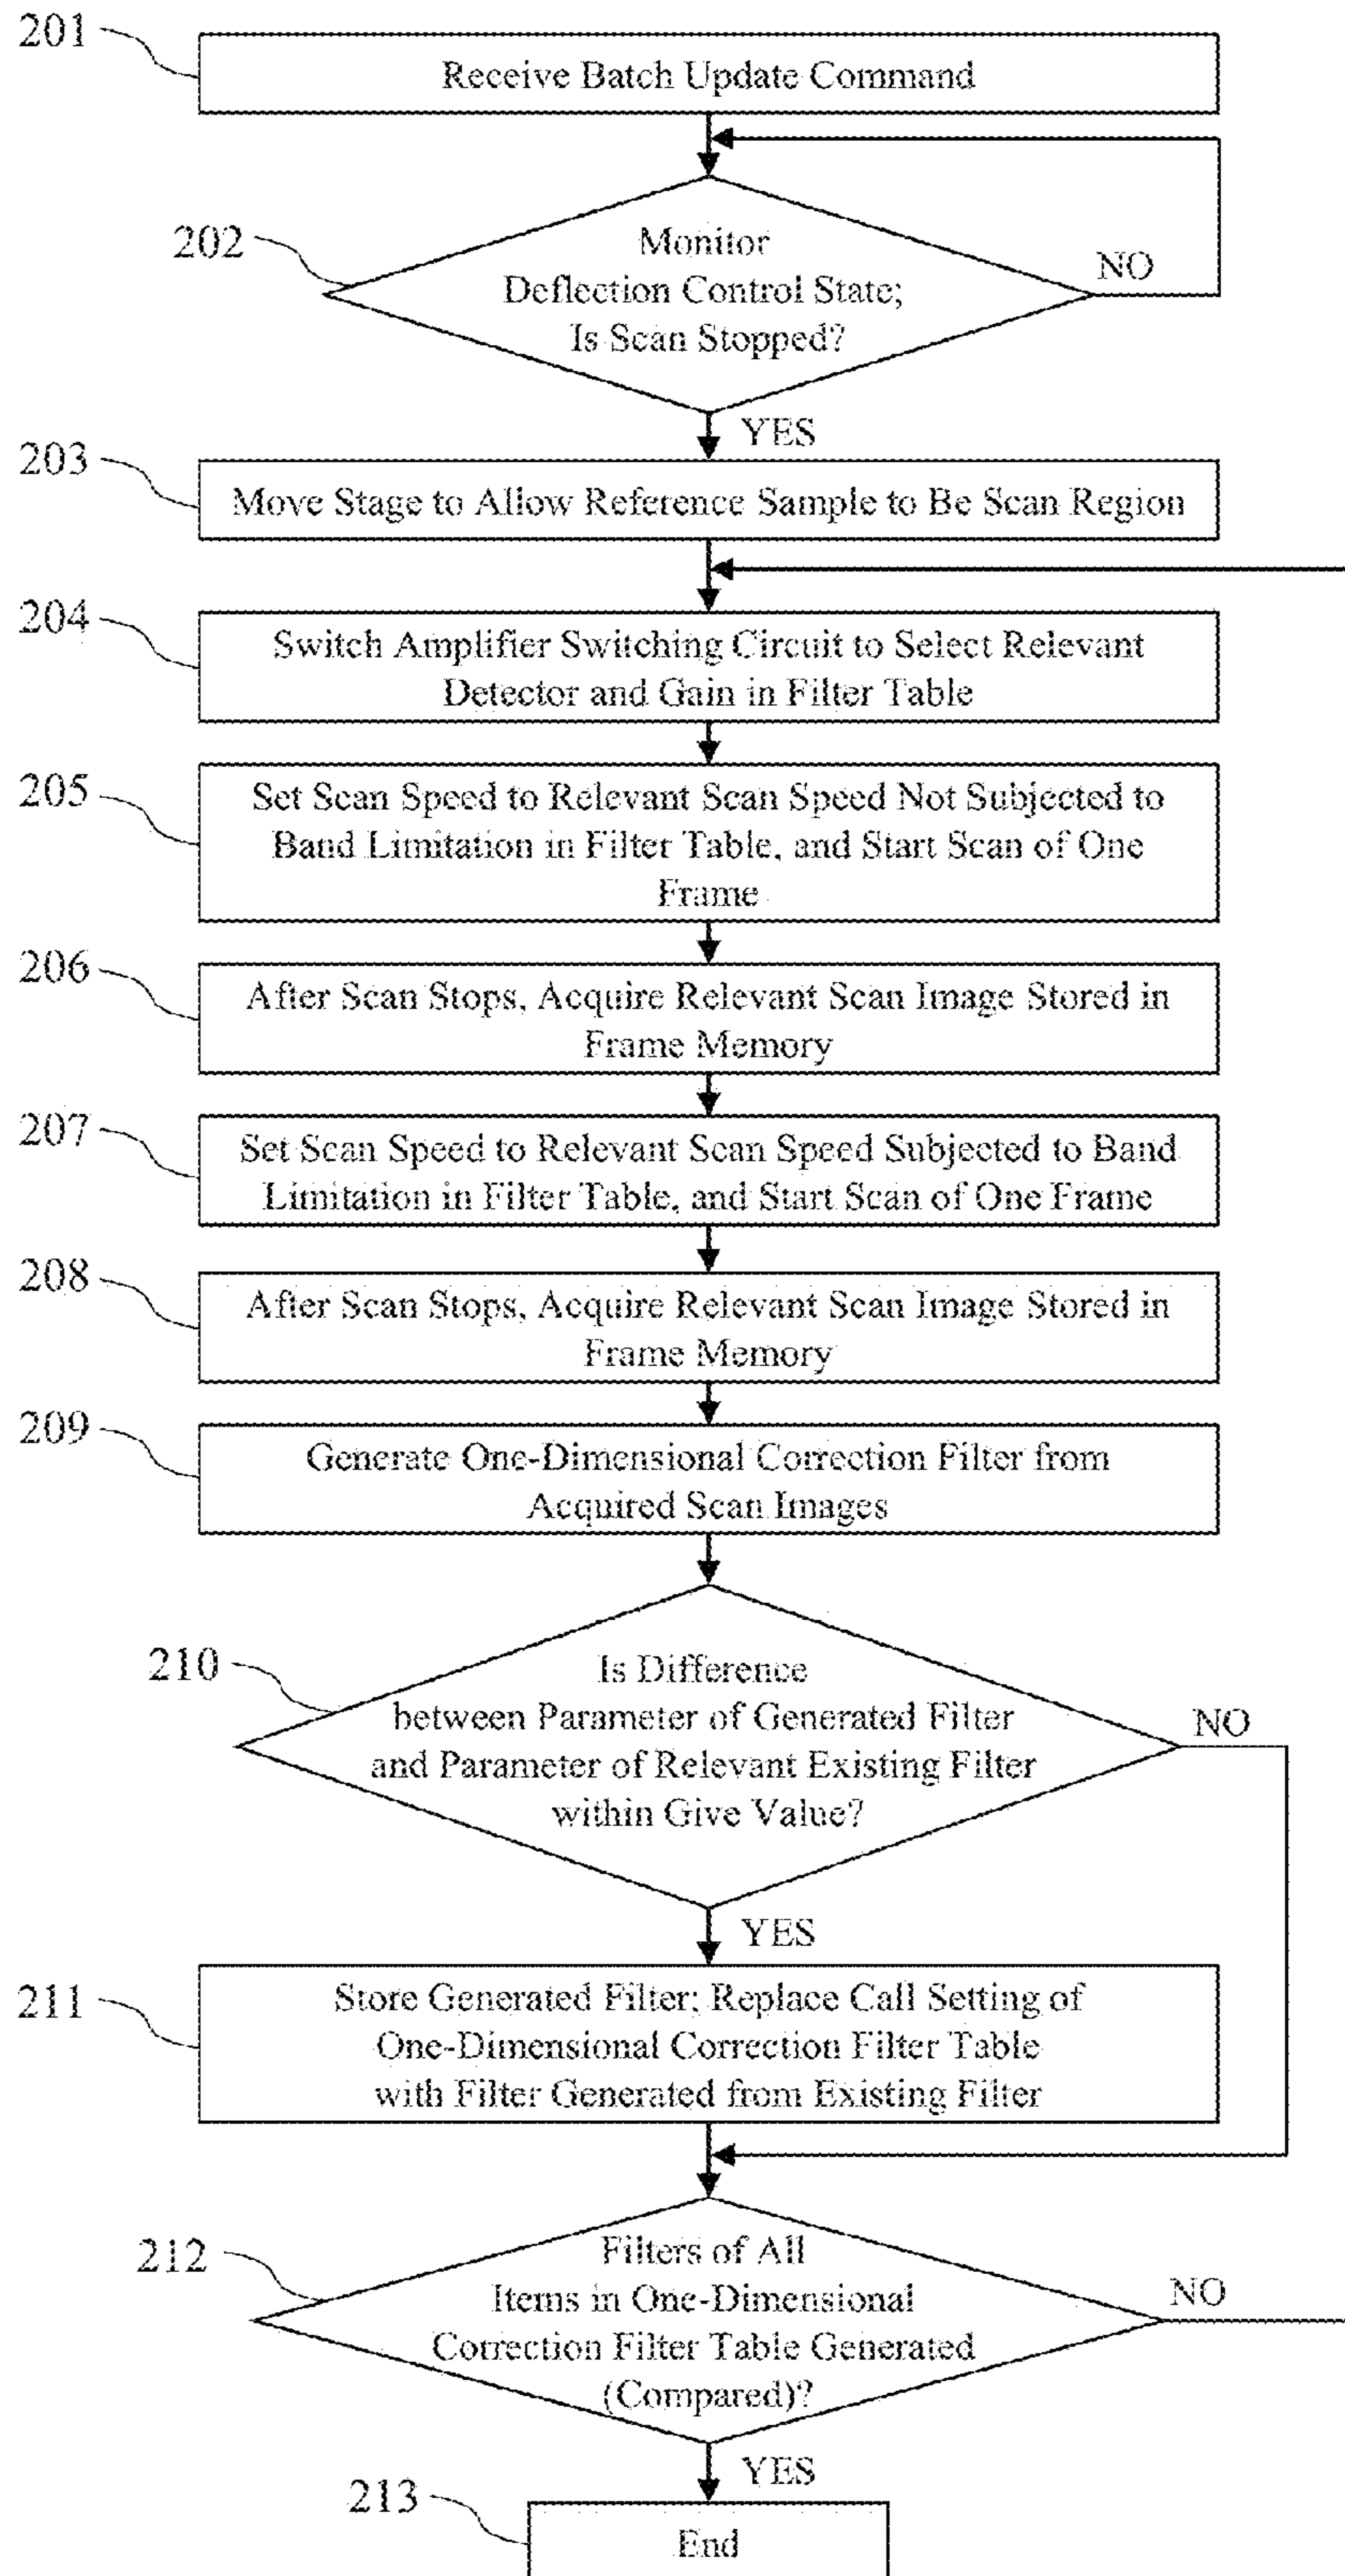 201
Receive Batch Update Command
202
Monitor
Deflection Control State;
Is Scan Stopped?
NO
YES
203
Move Stage to Allow Reference Sample to Be Scan Region
204
Switch Amplifier Switching Circuit to Select Relevant
Detector and Gain in Filter Table
205
Set Scan Speed to Relevant Scan Speed Not Subjected to
Band Limitation in Filter Table, and Start Scan of One
Frame
206
After Scan Stops, Acquire Relevant Scan Image Stored in
Frame Memory
207
Set Scan Speed to Relevant Scan Speed Subjected to Band
Limitation in Filter Table, and Start Scan of One Frame
208
After Scan Stops, Acquire Relevant Scan Image Stored in
Frame Memory
209
Generate One-Dimensional Correction Filter from
Acquired Scan Images
210
Is Difference
between Parameter of Generated Filter
and Parameter of Relevant Existing Filter
within Give Value?
NO
YES
211
Store Generated Filter; Replace Call Setting of
One-Dimensional Correction Filter Table
with Filter Generated from Existing Filter
212
Filters of All
Items in One-Dimensional
Correction Filter Table Generated
(Compared)?
NO
YES
213
End